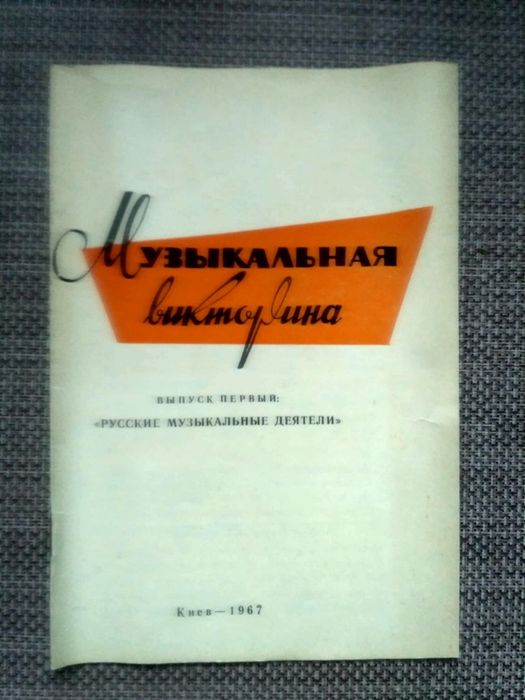 Музыкальная
викторина
ВЫПУСК ПЕРВЫЙ:
«РУССКИЕ МУЗЫКАЛЬНЫЕ ДЕЯТЕЛИ»
Киев — 1967